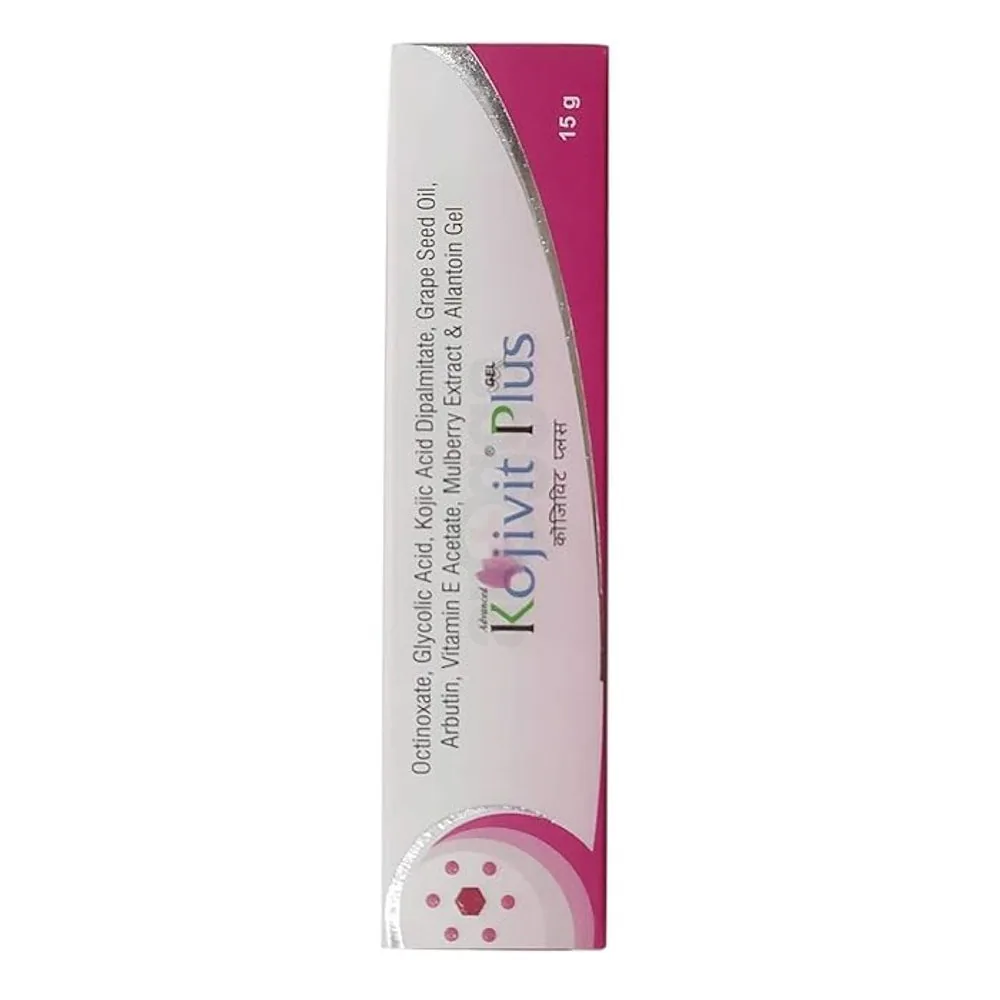 Octinoxate, Glycolic Acid, Kojic Acid Dipalmitate, Grape Seed Oil,
Arbutin, Vitamin E Acetate, Mulberry Extract & Allantoin Gel
Advanced
Kojivit® Plus GEL
कोजिविट प्लस
15 g